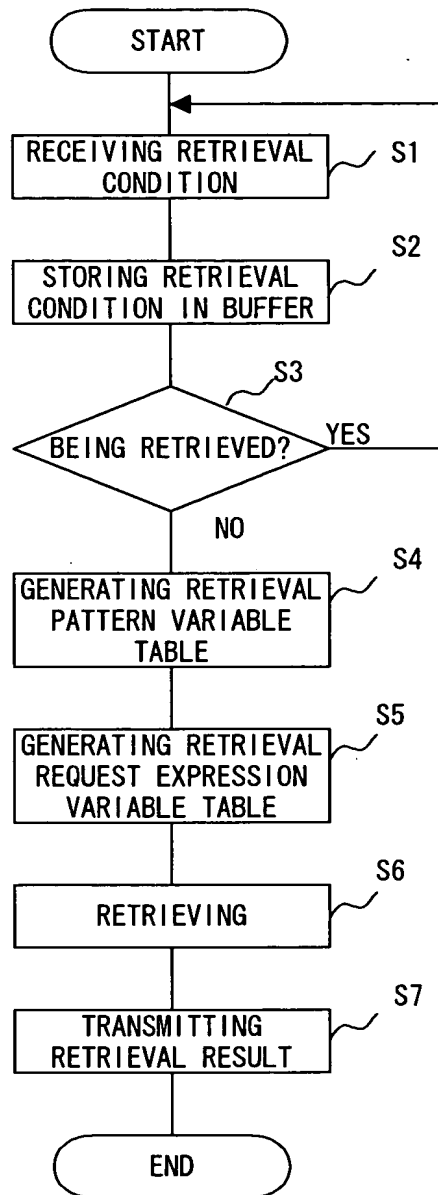 START
RECEIVING RETRIEVAL
CONDITION
S1
STORING RETRIEVAL
CONDITION IN BUFFER
S2
S3
BEING RETRIEVED?
YES
NO
GENERATING RETRIEVAL
PATTERN VARIABLE
TABLE
S4
GENERATING RETRIEVAL
REQUEST EXPRESSION
VARIABLE TABLE
S5
RETRIEVING
S6
TRANSMITTING
RETRIEVAL RESULT
S7
END